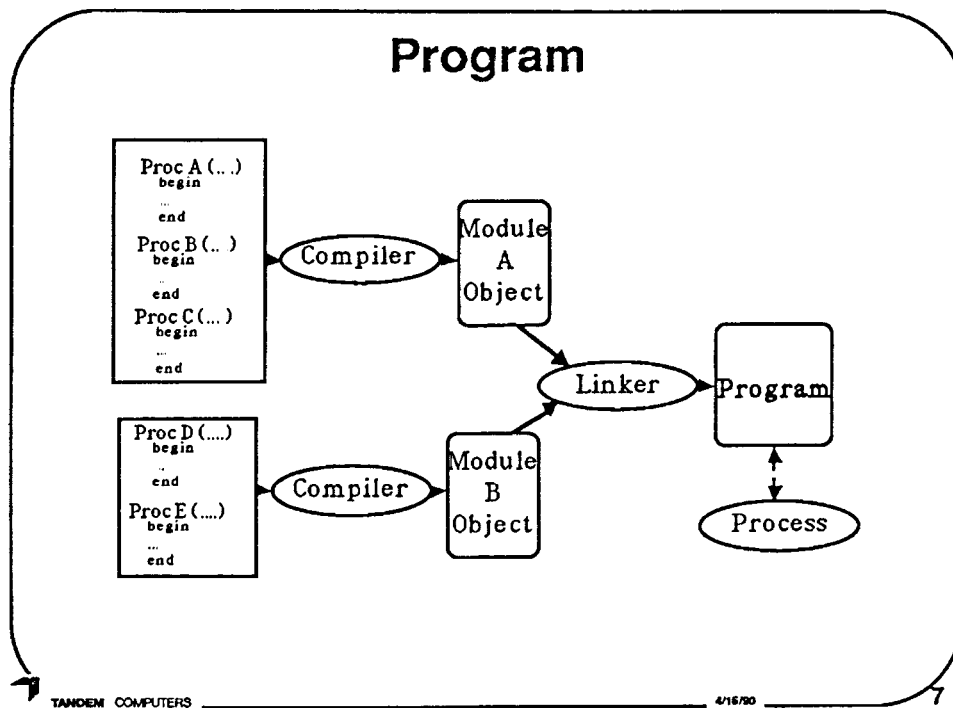 Program
Proc A (...)
begin
...
end
Proc B (.. )
begin
..
end
Proc C (... )
begin
...
end
Compiler
Module
A
Object
Linker
Program
Process
Proc D (....)
begin
..
end
Proc E (....)
begin
...
end
Compiler
Module
B
Object
TANDEM COMPUTERS
4/16/90
7